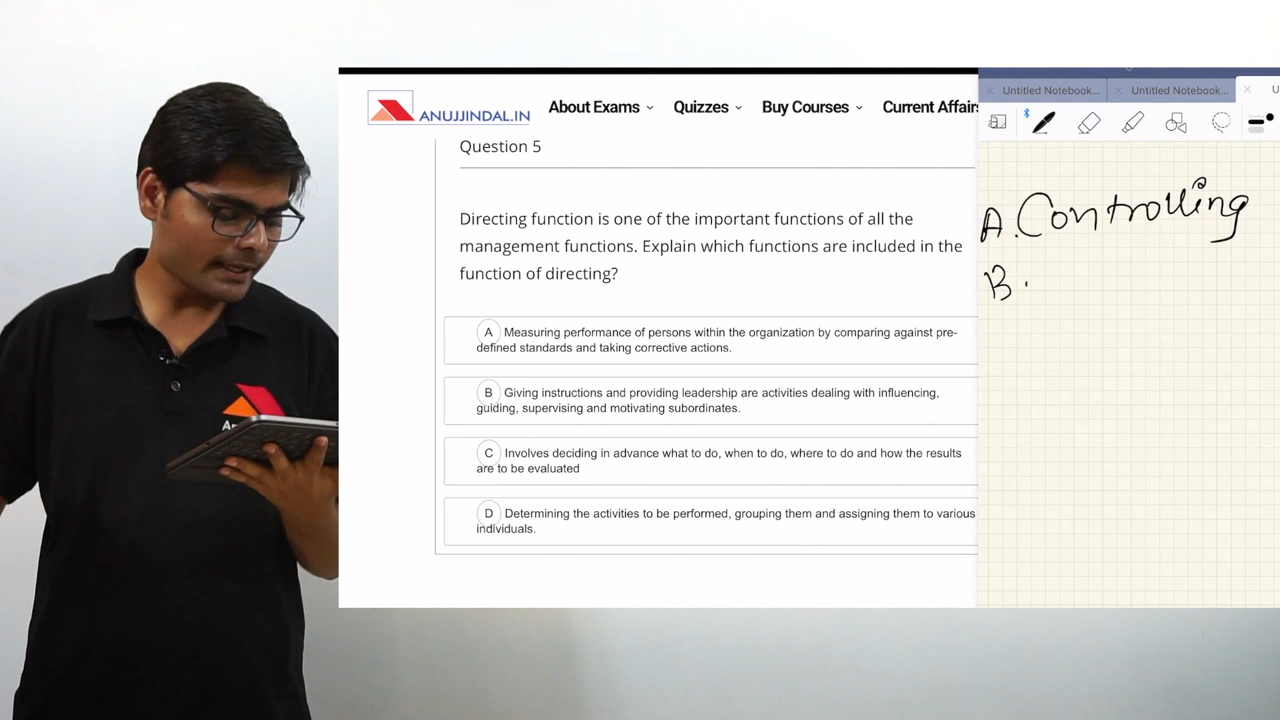 ANUJJINDAL.IN
About Exams Quizzes Buy Courses Current Affairs
Untitled Notebook... Untitled Notebook... U
Question 5
Directing function is one of the important functions of all the
management functions. Explain which functions are included in the
function of directing?
A Measuring performance of persons within the organization by comparing against pre-
defined standards and taking corrective actions.
B Giving instructions and providing leadership are activities dealing with influencing,
guiding, supervising and motivating subordinates.
C Involves deciding in advance what to do, when to do, where to do and how the results
are to be evaluated
D Determining the activities to be performed, grouping them and assigning them to various
individuals.
A. Controlling
B.